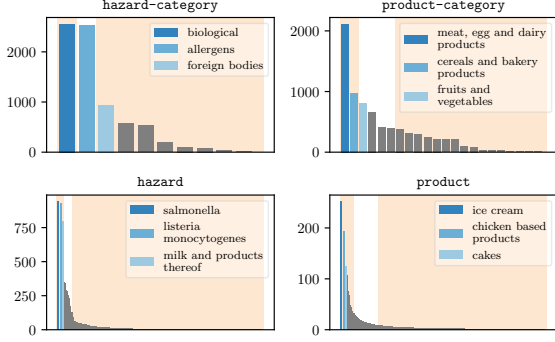 hazard-category
2000
1000
0
biological
allergens
foreign bodies
product-category
2000
1000
0
meat, egg and dairy
products
cereals and bakery
products
fruits and
vegetables
hazard
750
500
250
0
salmonella
listeria
monocytogenes
milk and products
thereof
product
200
100
0
ice cream
chicken based
products
cakes